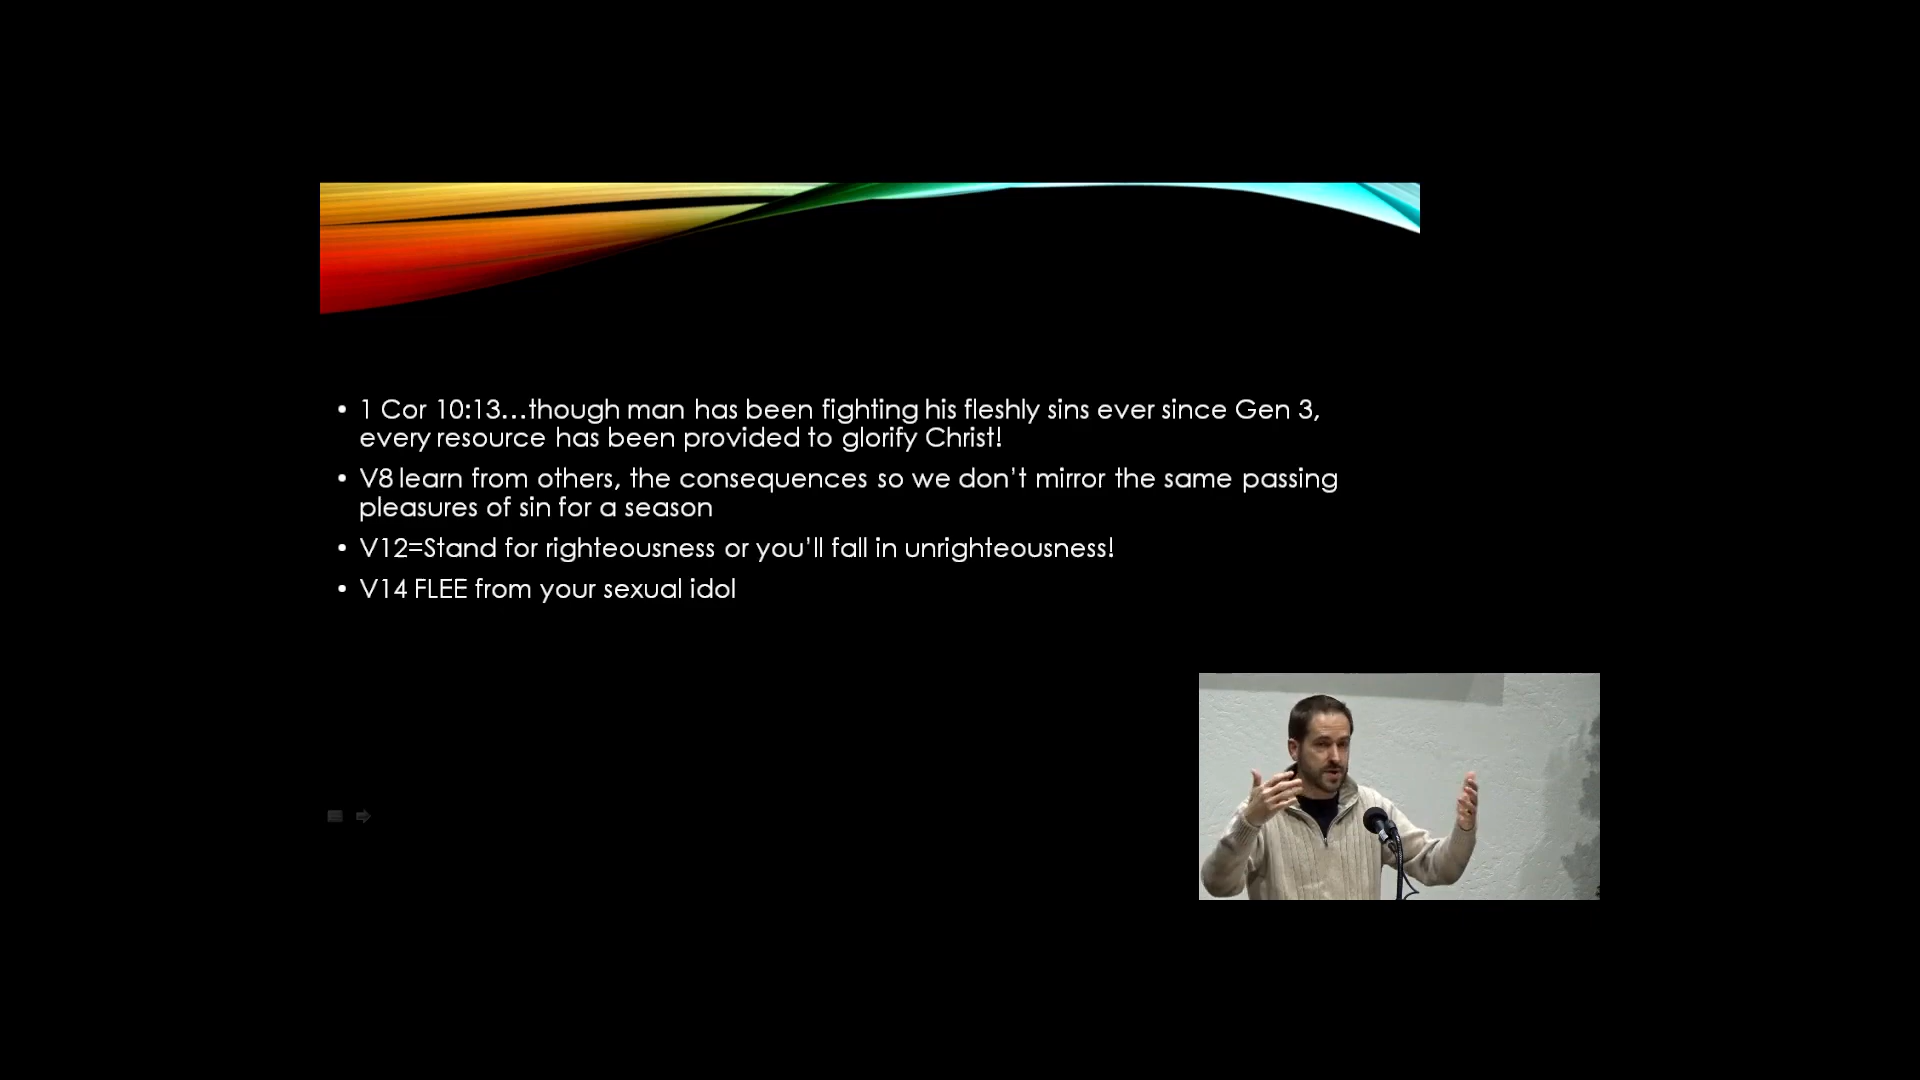 • 1 Cor 10:13…though man has been fighting his fleshly sins ever since Gen 3,
every resource has been provided to glorify Christ!
• V8 learn from others, the consequences so we don’t mirror the same passing
pleasures of sin for a season
• V12=Stand for righteousness or you’ll fall in unrighteousness!
• V14 FLEE from your sexual idol